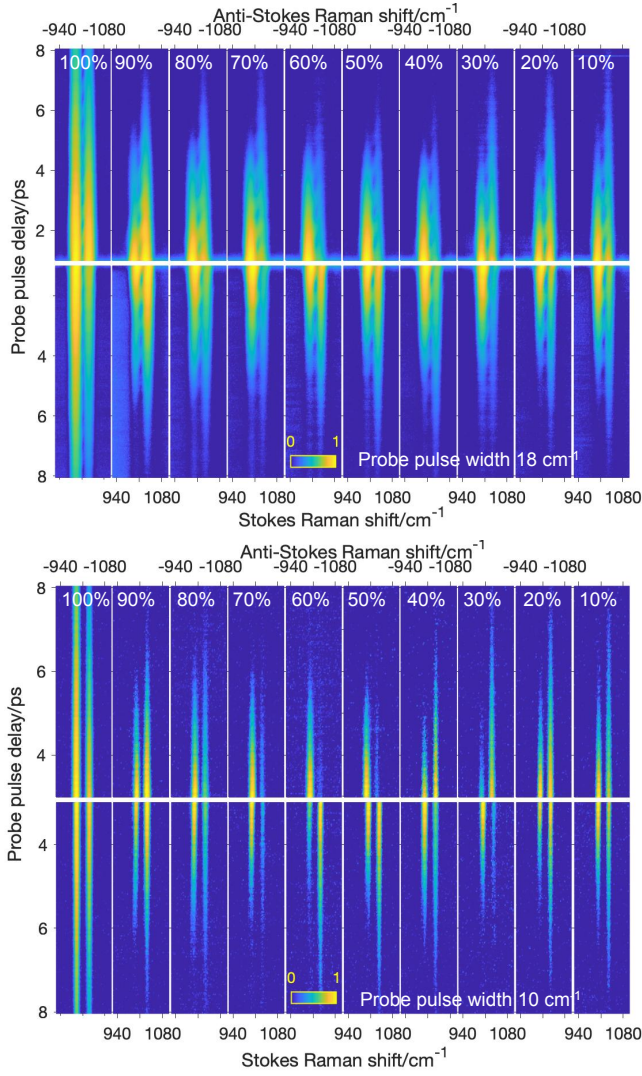 Anti-Stokes Raman shift/cm-1
-940 -1080 -940 -1080 -940 -1080 -940 -1080 -940 -1080
8 100% 90% 80% 70% 60% 50% 40% 30% 20% 10%
6
4
2
Probe pulse delay/ps
4
6
0 1
Probe pulse width 18 cm-1
8
940 1080 940 1080 940 1080 940 1080 940 1080
Stokes Raman shift/cm-1
Anti-Stokes Raman shift/cm-1
-940 -1080 -940 -1080 -940 -1080 -940 -1080 -940 -1080
8 100% 90% 80% 70% 60% 50% 40% 30% 20% 10%
6
4
Probe pulse delay/ps
4
6
0 1
Probe pulse width 10 cm-1
8
940 1080 940 1080 940 1080 940 1080 940 1080
Stokes Raman shift/cm-1